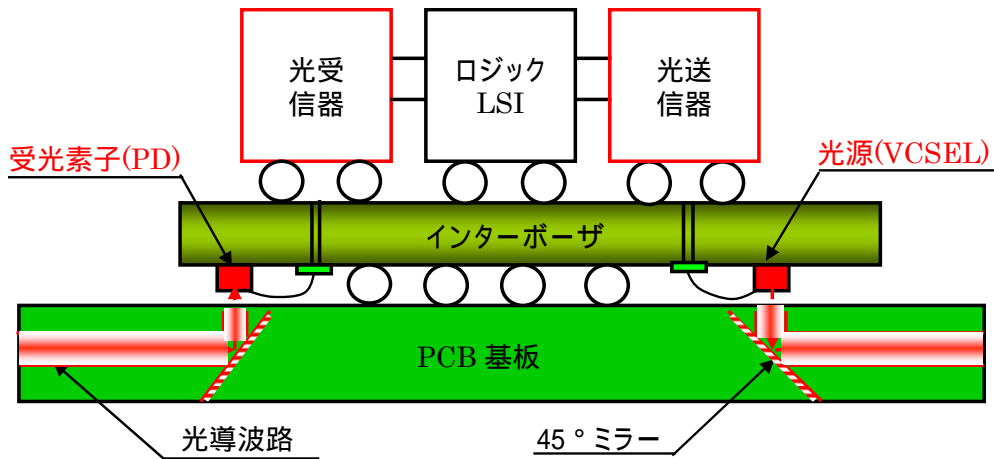 光受
信器
ロジック
LSI
光送
信器
受光素子(PD)
光源(VCSEL)
インターボーザ
PCB 基板
光導波路
45 ° ミラー